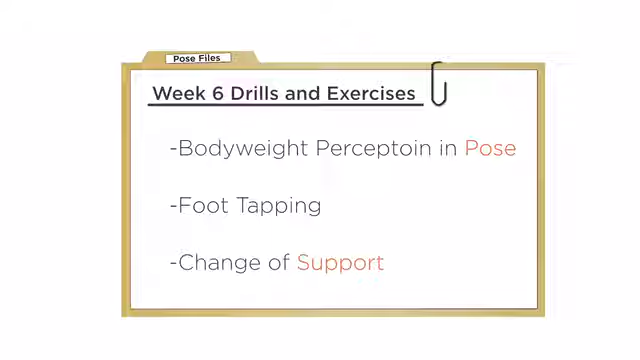 Pose Files
Week 6 Drills and Exercises
-Bodyweight Perceptoin in Pose
-Foot Tapping
-Change of Support